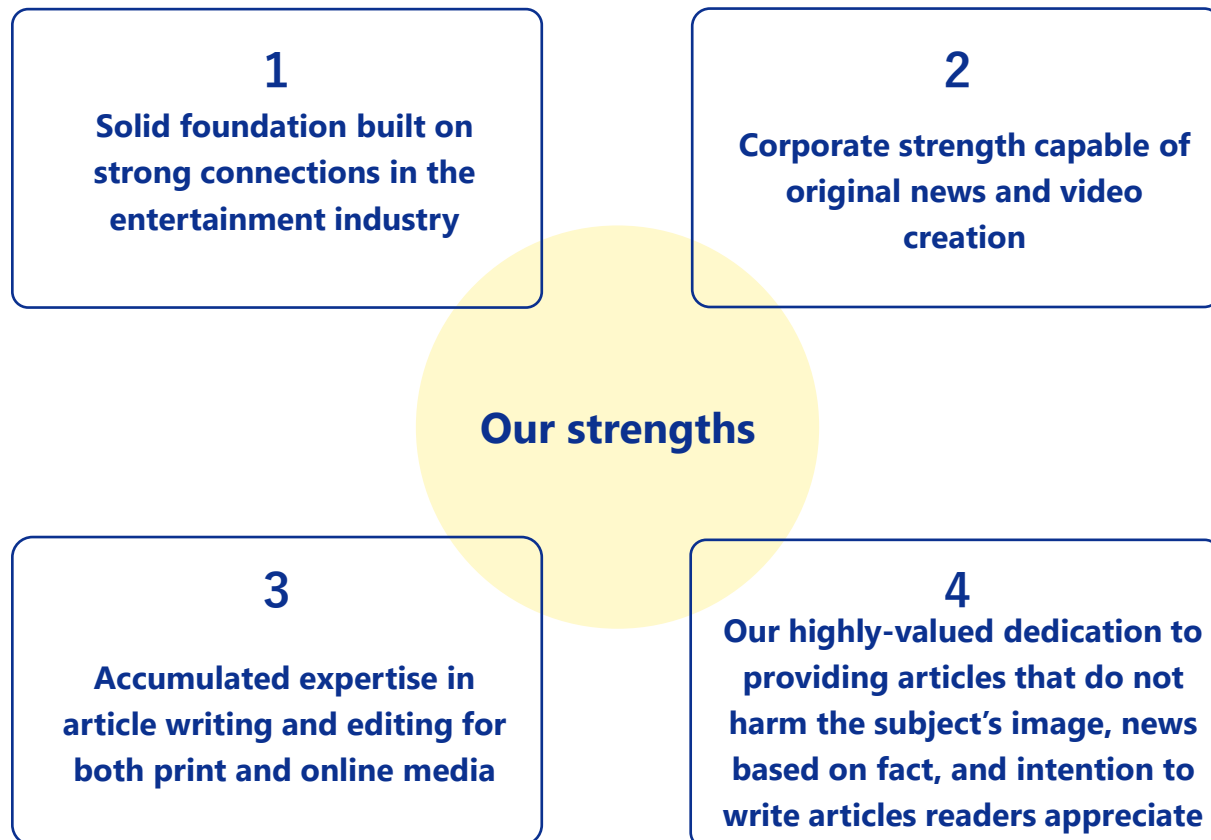 1
Solid foundation built on
strong connections in the
entertainment industry
2
Corporate strength capable of
original news and video
creation
Our strengths
3
Accumulated expertise in
article writing and editing for
both print and online media
4
Our highly-valued dedication to
providing articles that do not
harm the subject’s image, news
based on fact, and intention to
write articles readers appreciate